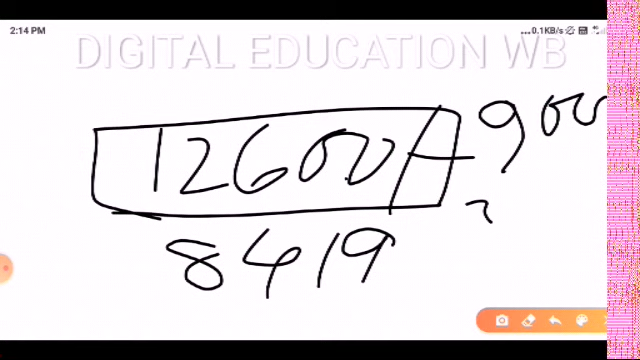 2:14 PM
...0.1KB/s
DIGITAL EDUCATION WB
12600/- 900
?
8419